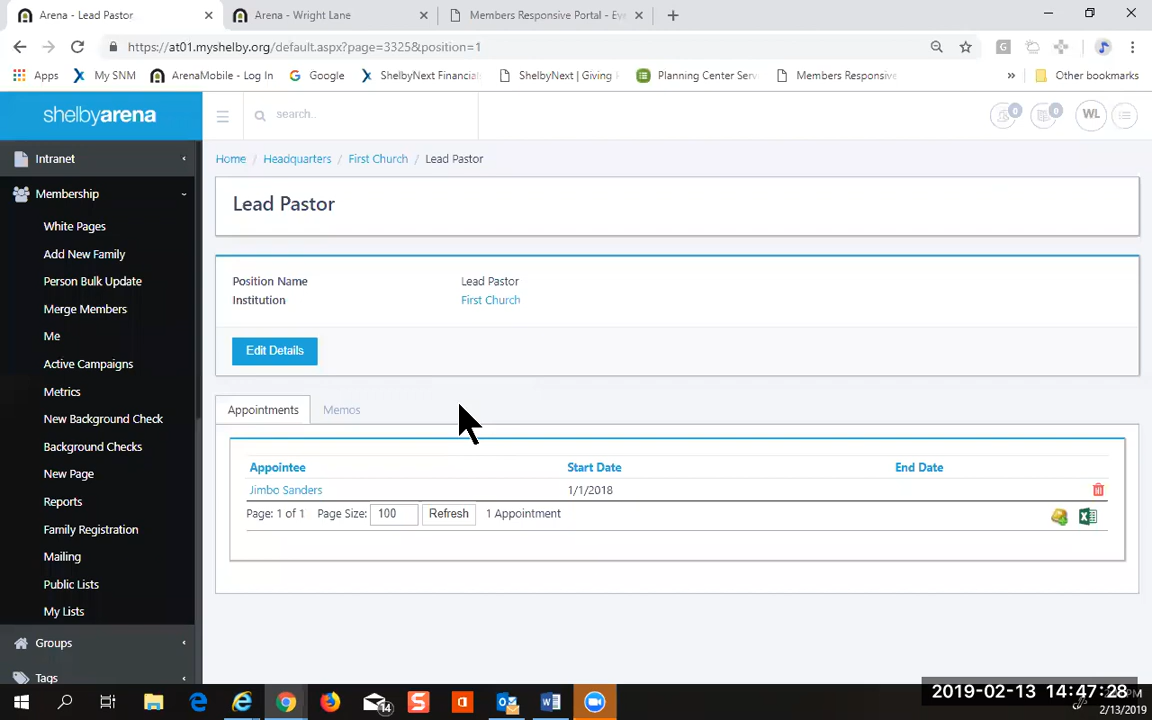 Arena - Lead Pastor
Arena - Wright Lane
Members Responsive Portal - Eve
https://at01.myshelby.org/default.aspx?page=3325&position=1
Apps
My SNM
ArenaMobile - Log In
Google
ShelbyNext Financial
ShelbyNext | Giving
Planning Center Serv
Members Responsive
»
Other bookmarks
shelbyarena
search..
0
0
WL
Intranet
Membership
White Pages
Add New Family
Person Bulk Update
Merge Members
Me
Active Campaigns
Metrics
New Background Check
Background Checks
New Page
Reports
Family Registration
Mailing
Public Lists
My Lists
Groups
Tags
Home / Headquarters / First Church / Lead Pastor
Lead Pastor
Position Name Lead Pastor
Institution First Church
Edit Details
Appointments Memos
Appointee Start Date End Date
Jimbo Sanders 1/1/2018
Page: 1 of 1 Page Size: 100 Refresh 1 Appointment
14
2019-02-13 14:47:28
2/13/2019